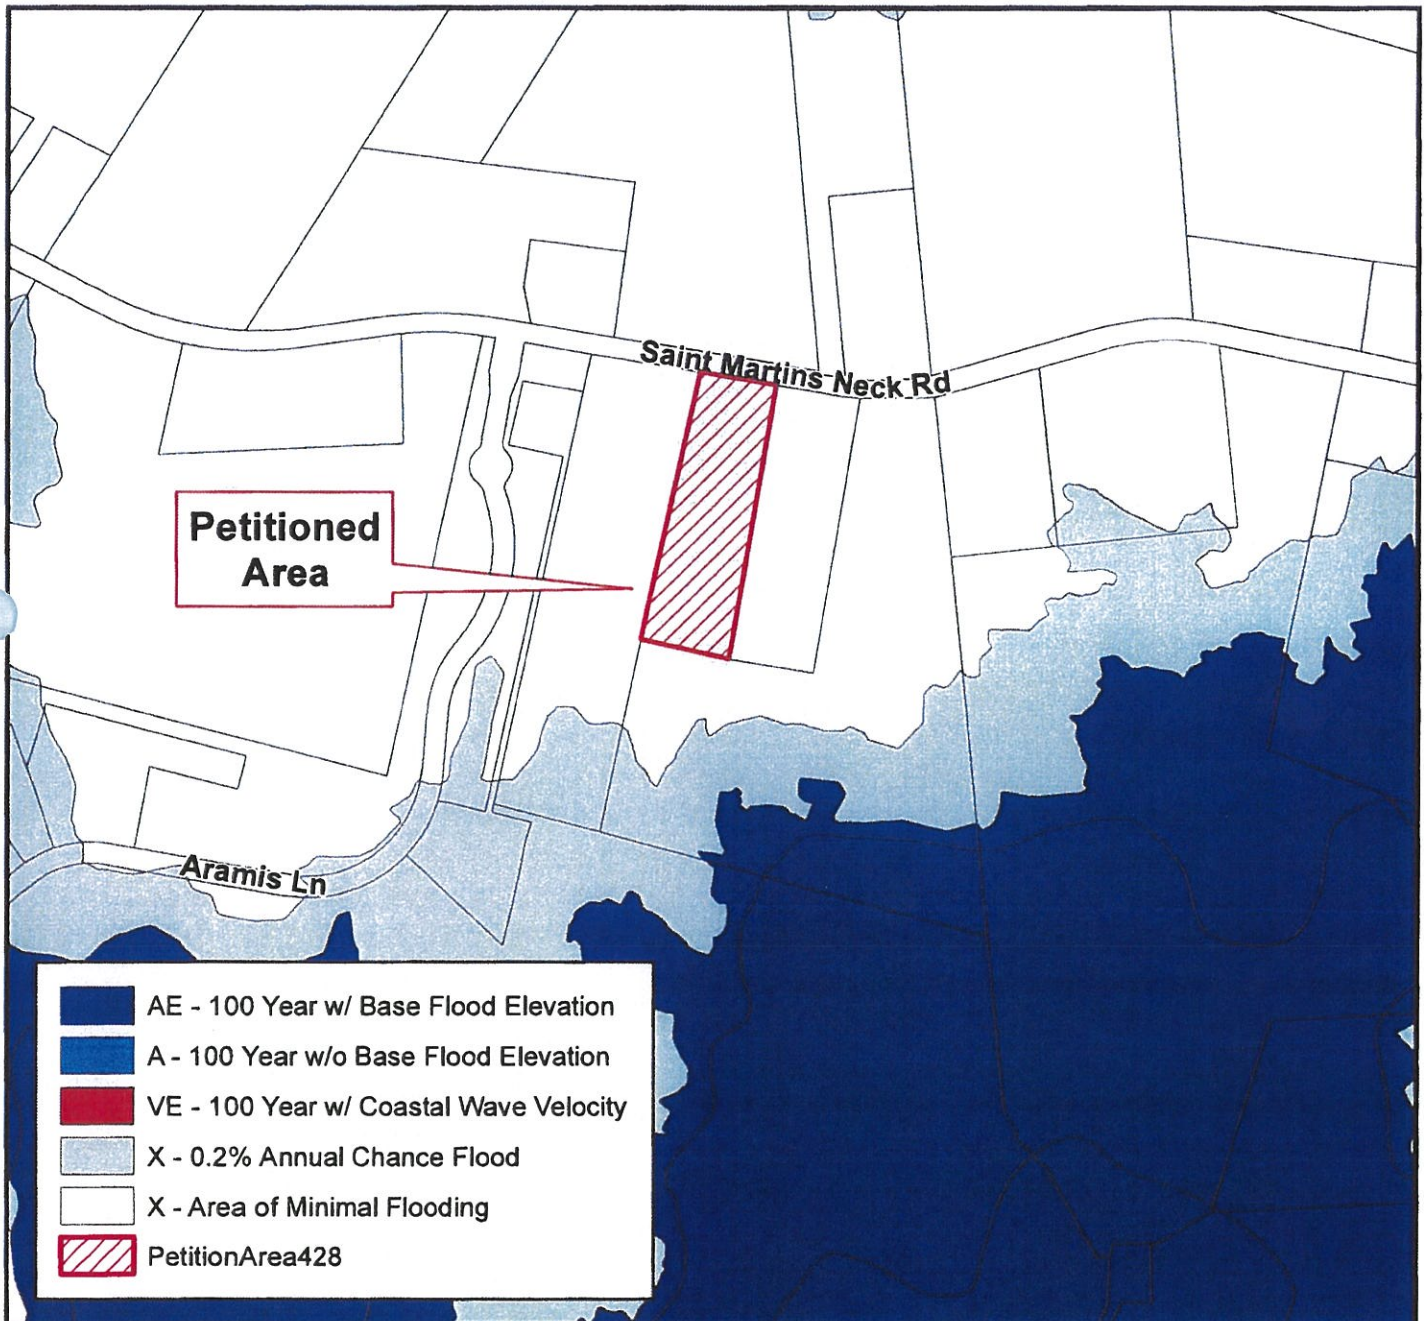 Saint Martins Neck Rd
Petitioned
Area
Aramis Ln
AE - 100 Year w/ Base Flood Elevation
A - 100 Year w/o Base Flood Elevation
VE - 100 Year w/ Coastal Wave Velocity
X - 0.2% Annual Chance Flood
X - Area of Minimal Flooding
PetitionArea428